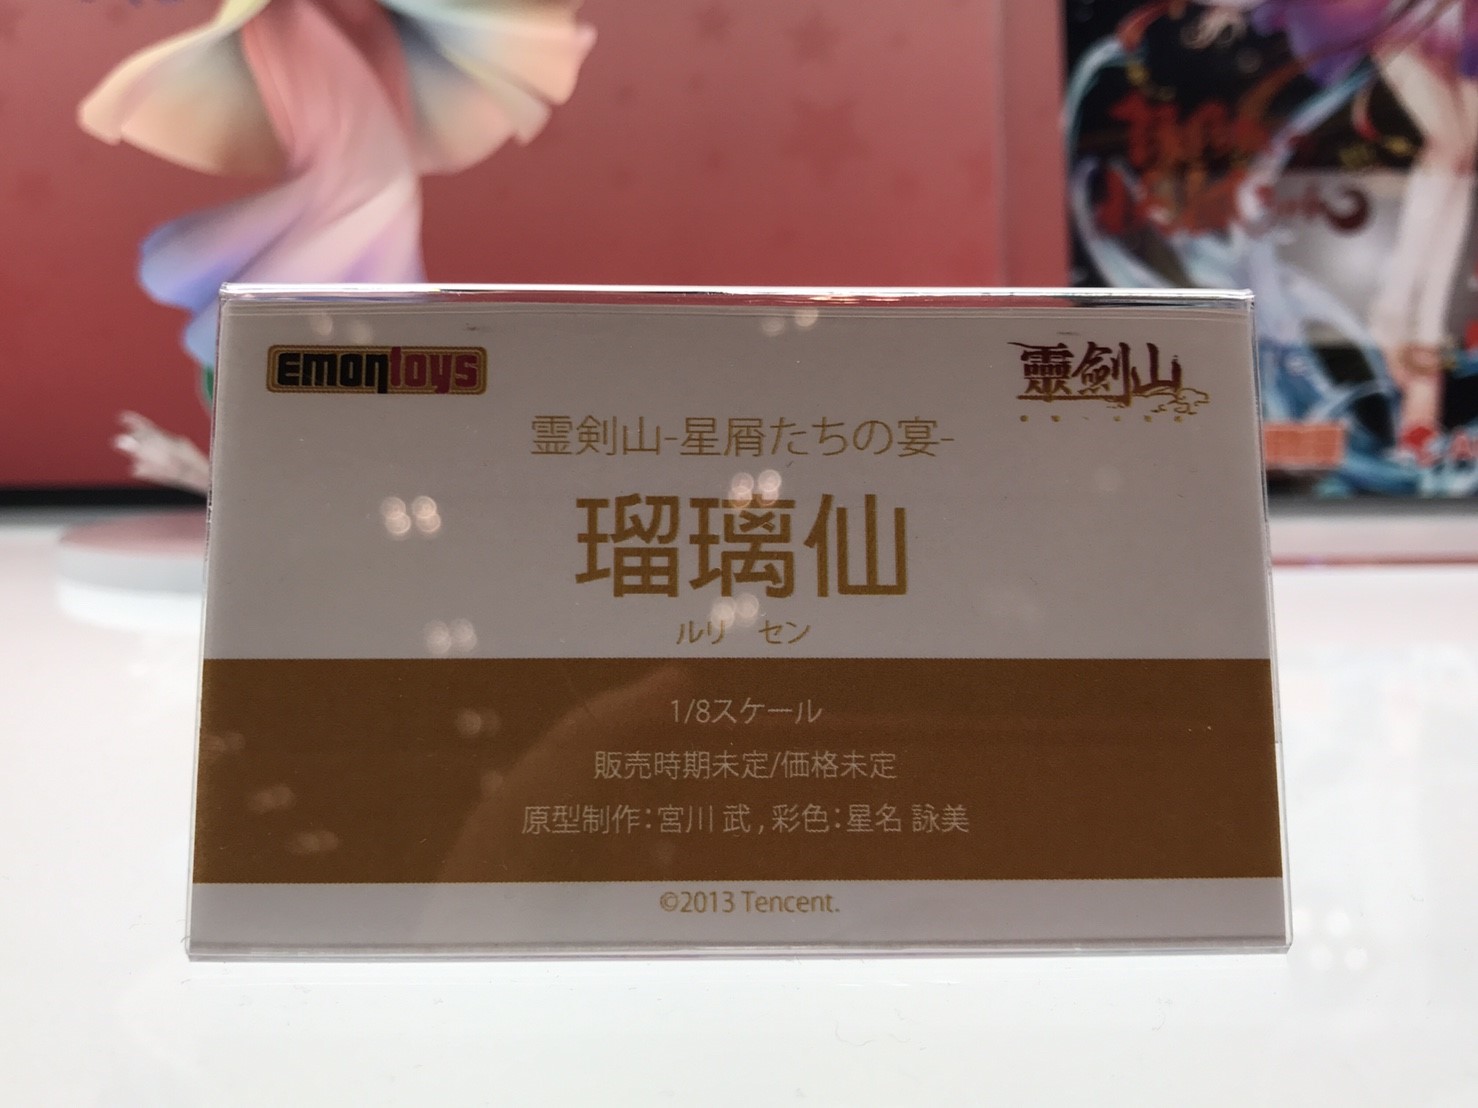 emontoys
靈劍山
霊剣山-星屑たちの宴-
瑠璃仙
ルリ セン
1/8スケール
販売時期未定/価格未定
原型制作:宮川 武, 彩色:星名 詠美
©2013 Tencent.